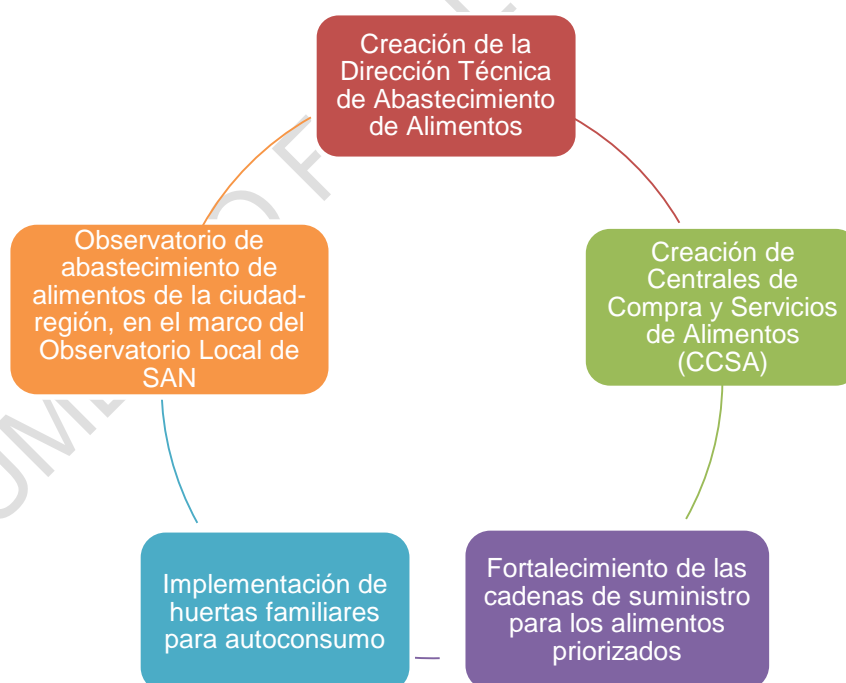 Creación de la
Dirección Técnica
de Abastecimiento
de Alimentos
Creación de
Centrales de
Compra y Servicios
de Alimentos
(CCSA)
Fortalecimiento de las
cadenas de suministro
para los alimentos
priorizados
Implementación de
huertas familiares
para autoconsumo
Observatorio de
abastecimiento de
alimentos de la ciudad-
región, en el marco del
Observatorio Local de
SAN